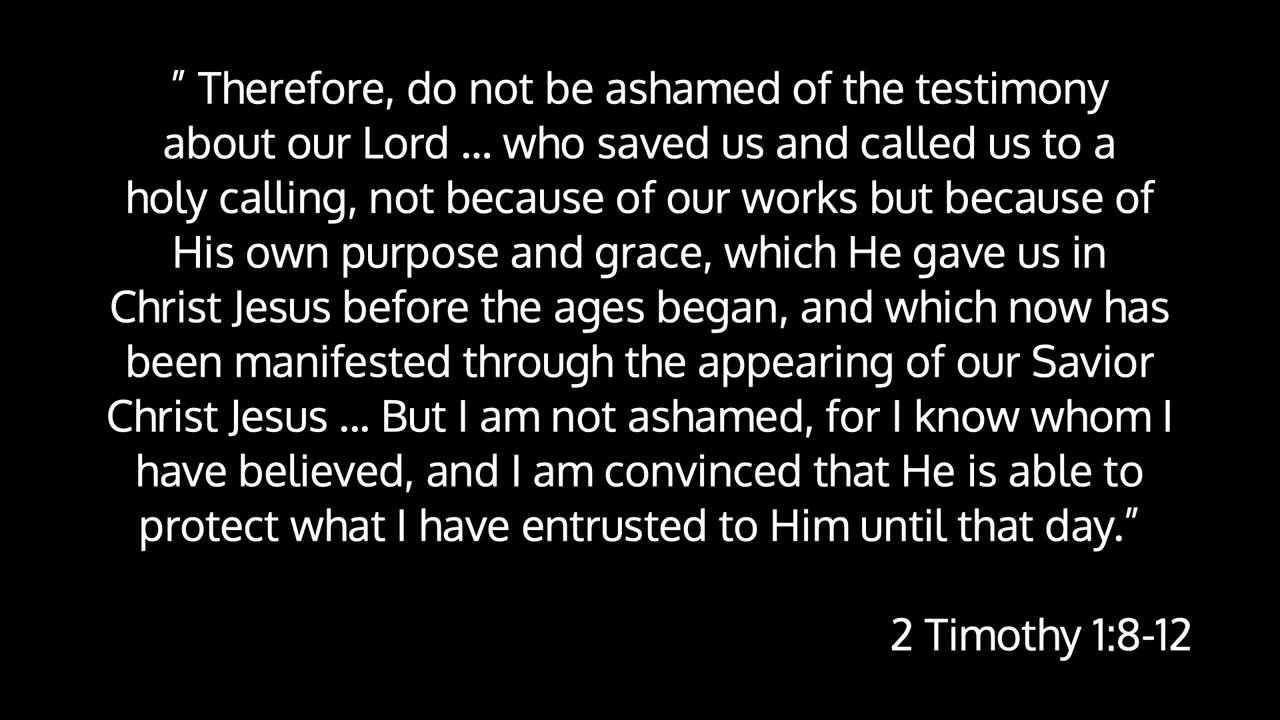 " Therefore, do not be ashamed of the testimony
about our Lord ... who saved us and called us to a
holy calling, not because of our works but because of
His own purpose and grace, which He gave us in
Christ Jesus before the ages began, and which now has
been manifested through the appearing of our Savior
Christ Jesus ... But I am not ashamed, for I know whom I
have believed, and I am convinced that He is able to
protect what I have entrusted to Him until that day."
2 Timothy 1:8-12